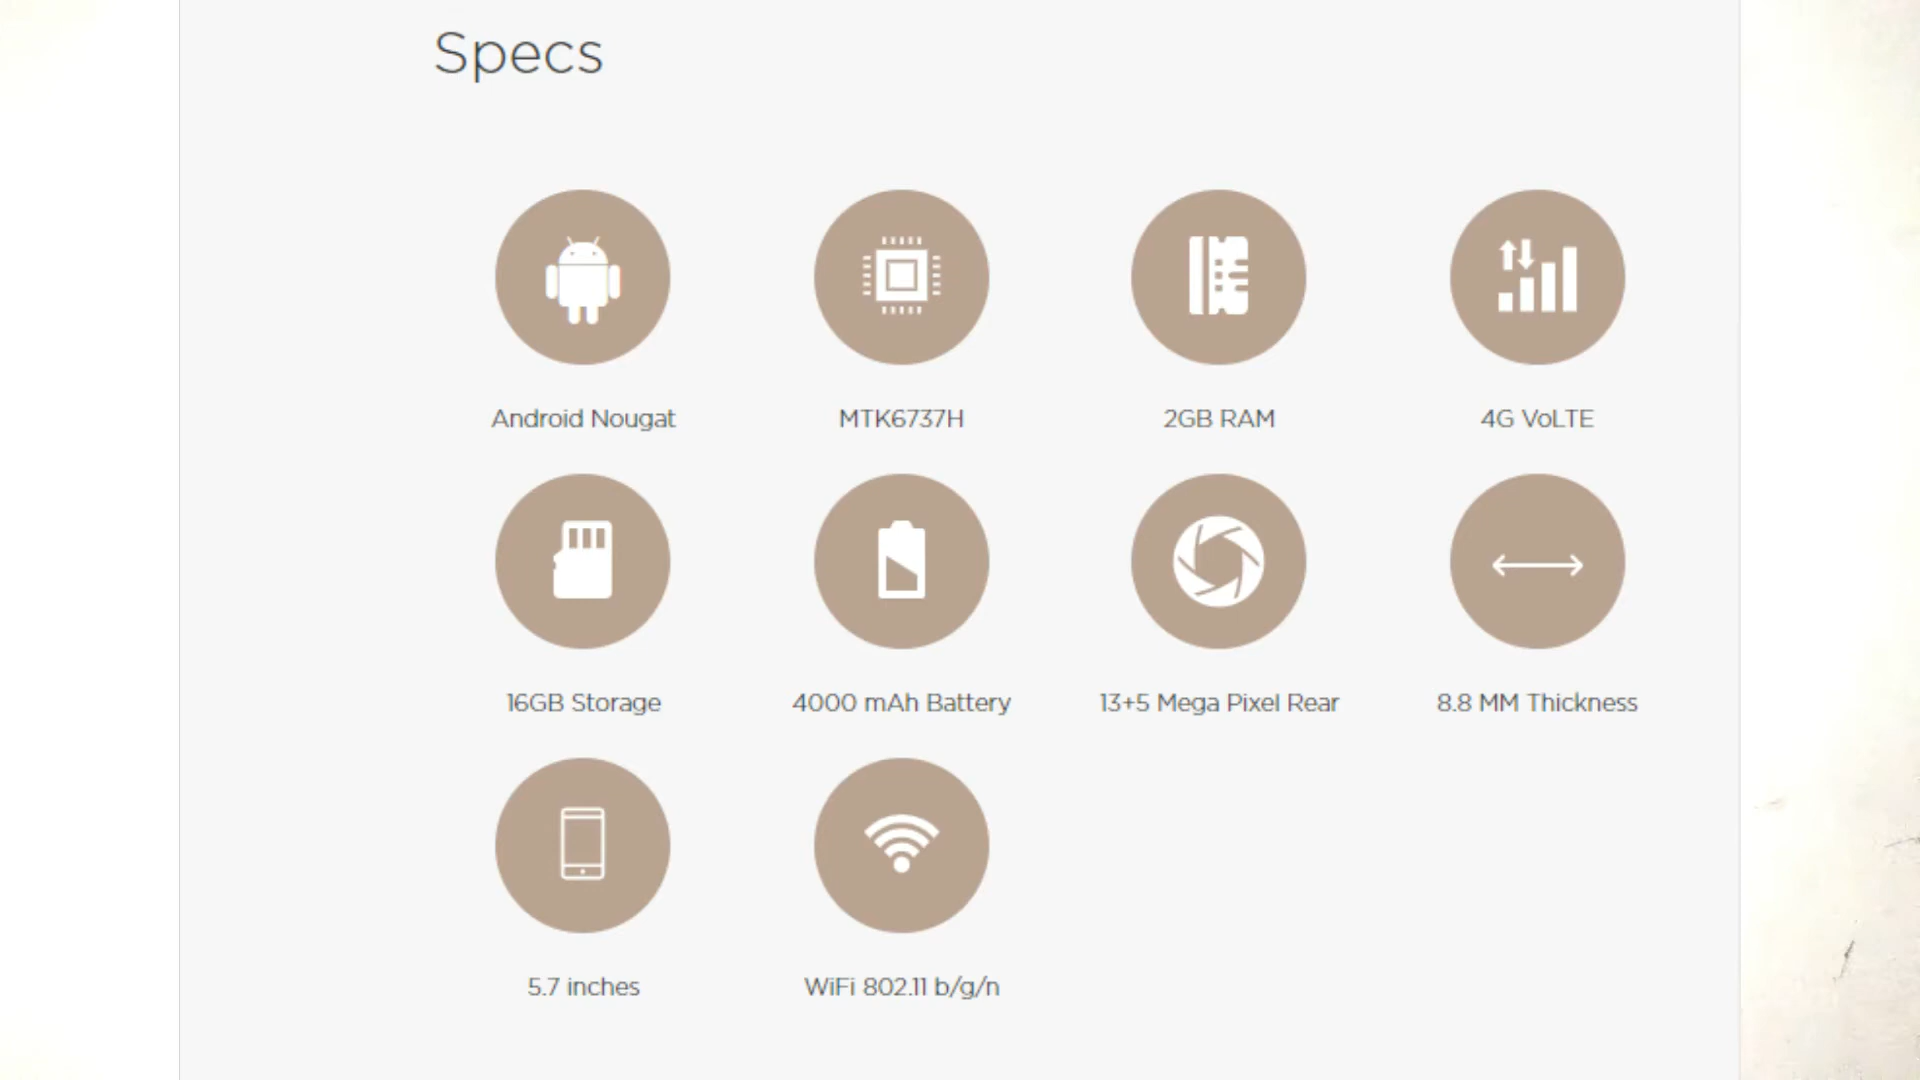 Specs
Android Nougat
MTK6737H
2GB RAM
4G VoLTE
16GB Storage
4000 mAh Battery
13+5 Mega Pixel Rear
8.8 MM Thickness
5.7 inches
WiFi 802.11 b/g/n